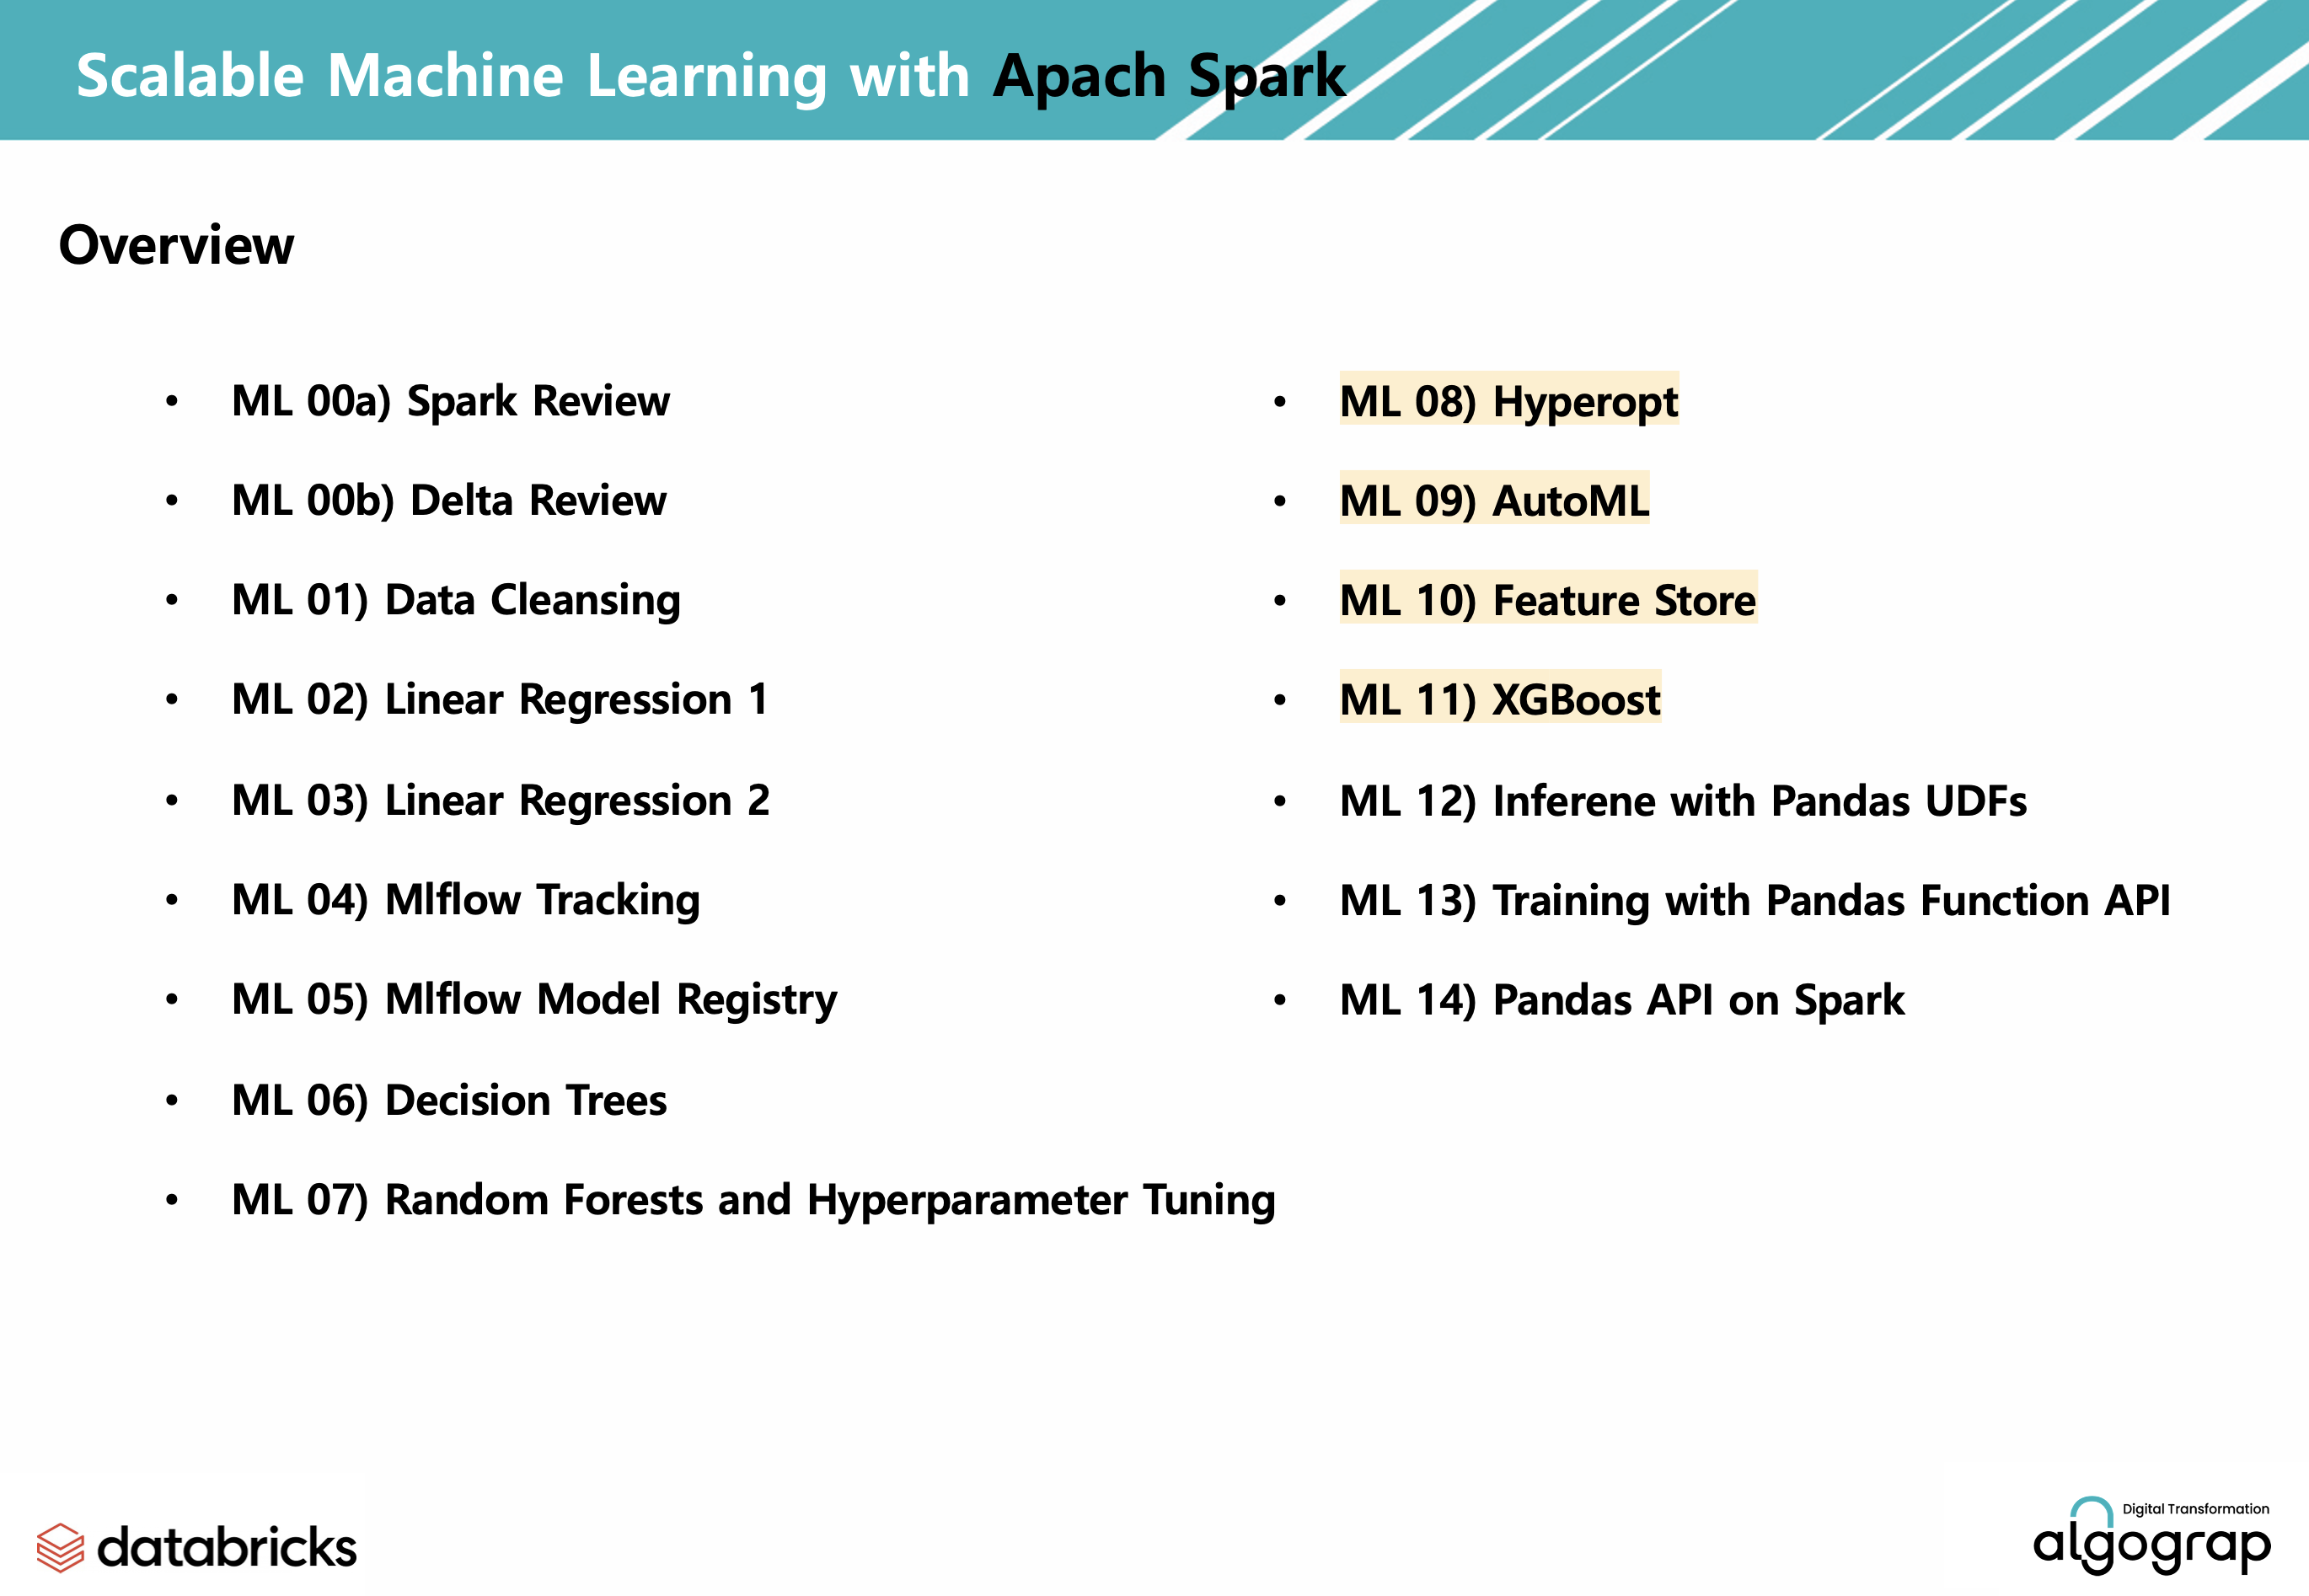 Scalable Machine Learning with Apach Spark
Overview
• ML 00a) Spark Review
• ML 00b) Delta Review
• ML 01) Data Cleansing
• ML 02) Linear Regression 1
• ML 03) Linear Regression 2
• ML 04) Mlflow Tracking
• ML 05) Mlflow Model Registry
• ML 06) Decision Trees
• ML 07) Random Forests and Hyperparameter Tuning
• ML 08) Hyperopt
• ML 09) AutoML
• ML 10) Feature Store
• ML 11) XGBoost
• ML 12) Inferene with Pandas UDFs
• ML 13) Training with Pandas Function API
• ML 14) Pandas API on Spark
databricks
Digital Transformation
algograp